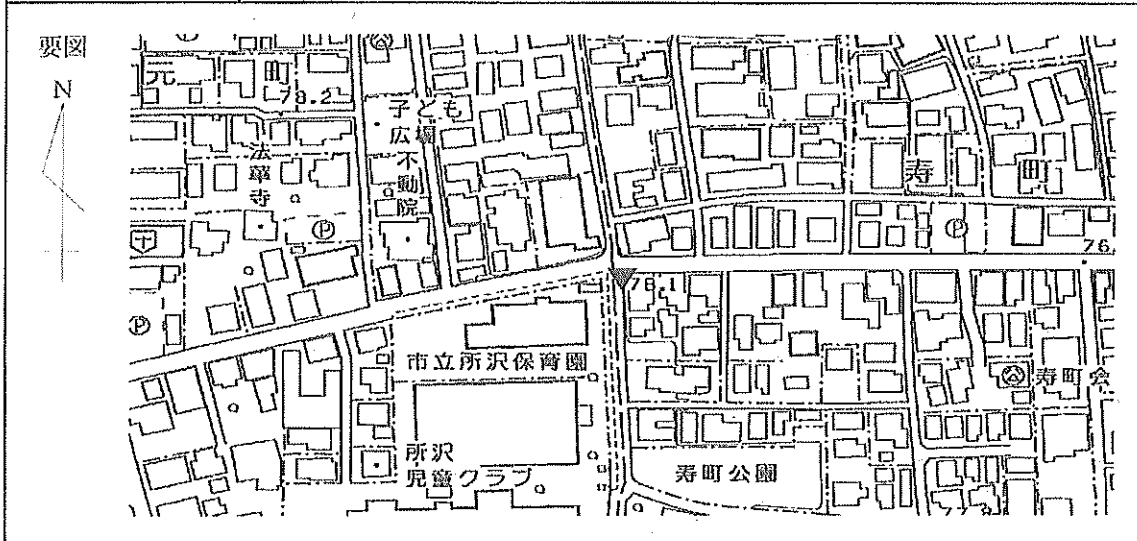 要図
N
元町
78.2
子ども
広場
不動院
法華寺
寿町
P
P
P
76.
78.1
市立所沢保育園
寿町会
所沢
児童クラブ
寿町公園